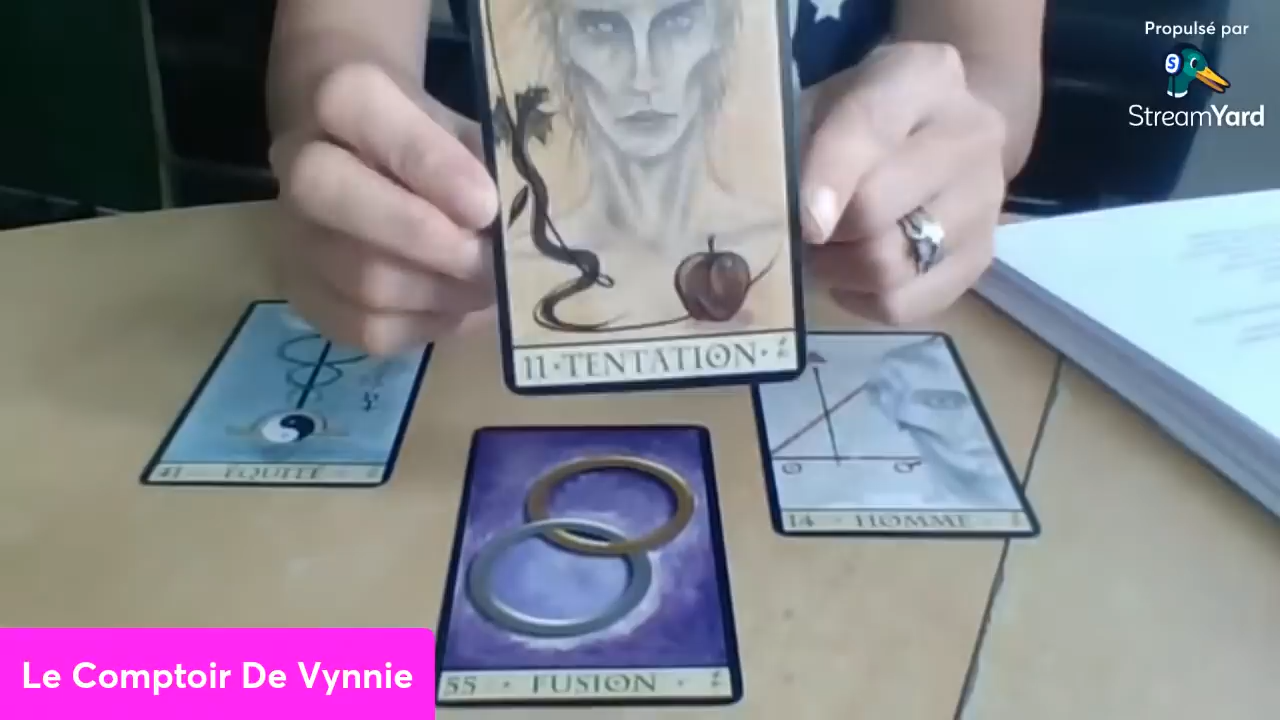 Propulsé par
StreamYard
11·TENTATION·
41 · EQUITE ·
14 · HOMME ·
55 · FUSION ·
Le Comptoir De Vynnie